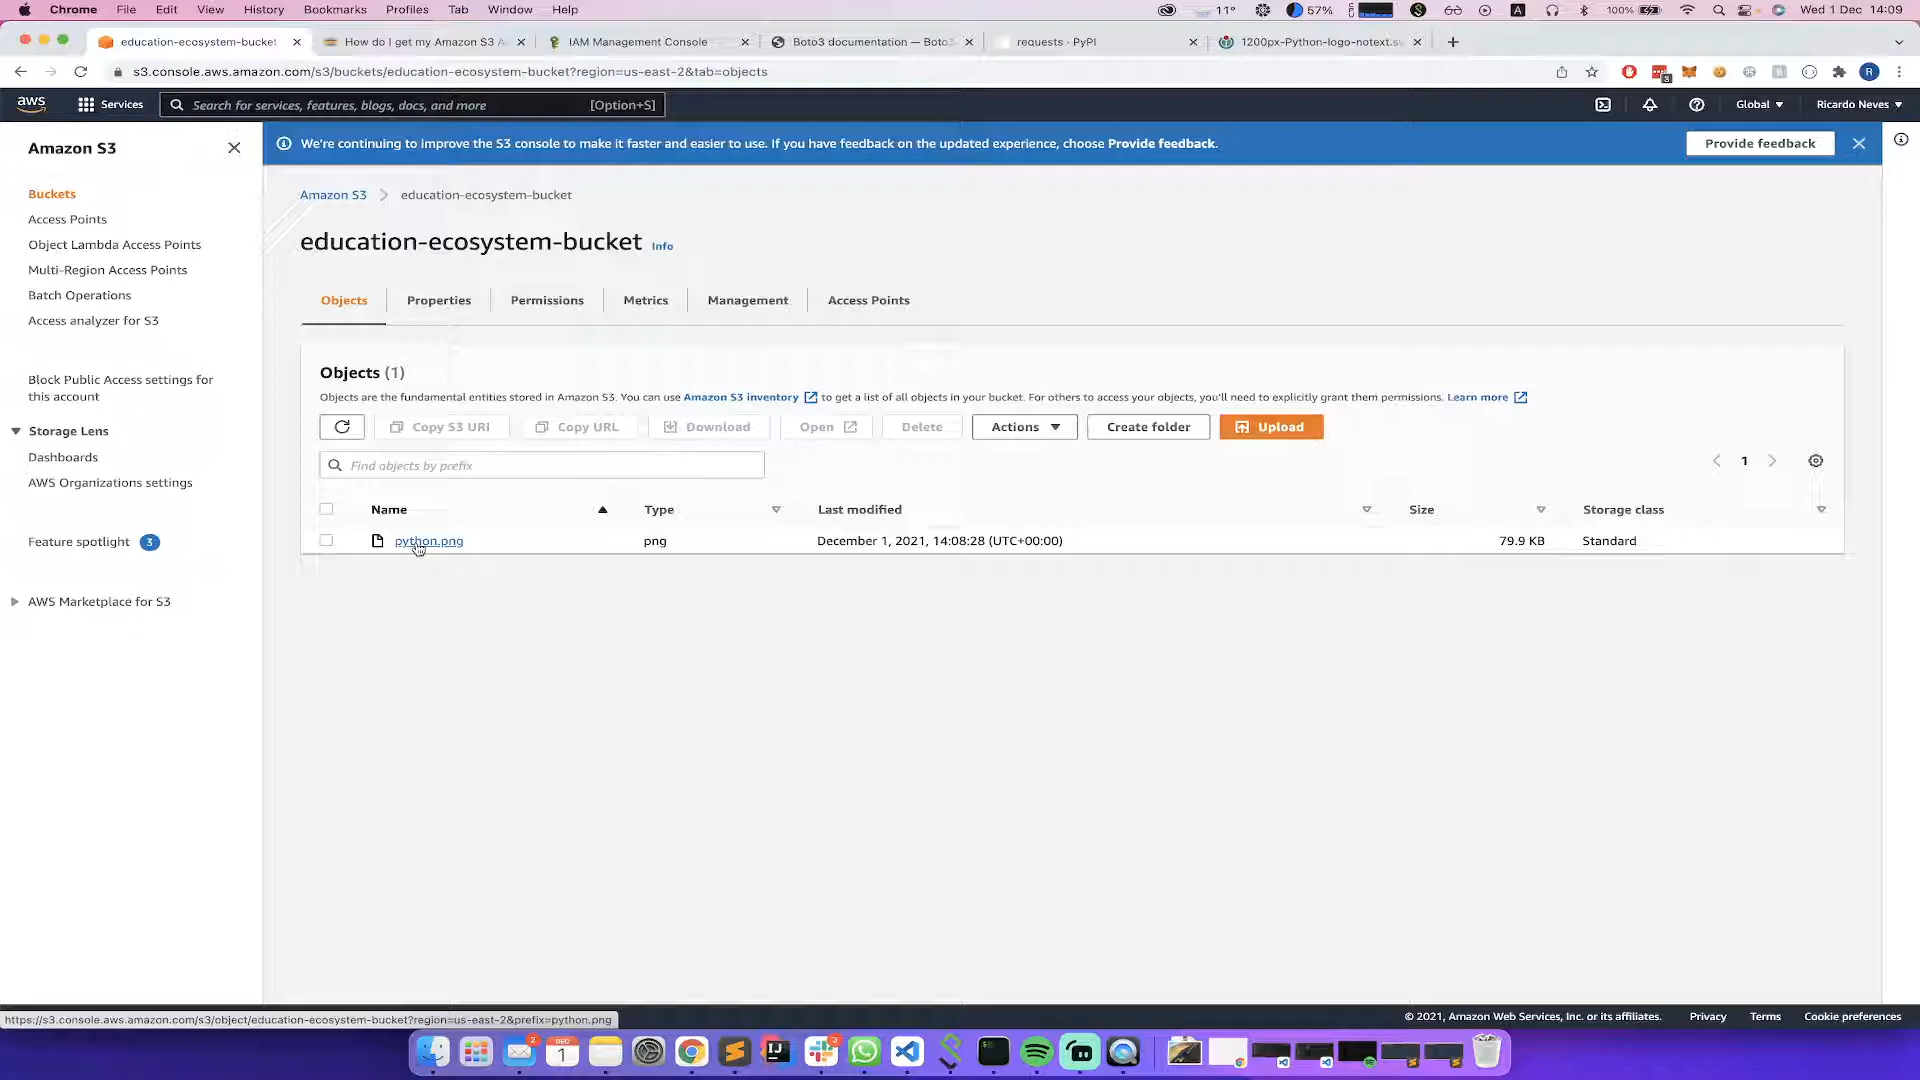 Chrome File Edit View History Bookmarks Profiles Tab Window Help 11° 57% 100% Wed 1 Dec 14:09
education-ecosystem-bucket How do I get my Amazon S3 A IAM Management Console Boto3 documentation — Boto3 requests · PyPI 1200px-Python-logo-notext.sv
s3.console.aws.amazon.com/s3/buckets/education-ecosystem-bucket?region=us-east-2&tab=objects
aws Services Search for services, features, blogs, docs, and more [Option+S] Global Ricardo Neves
Amazon S3
We're continuing to improve the S3 console to make it faster and easier to use. If you have feedback on the updated experience, choose Provide feedback. Provide feedback
Buckets
Access Points
Object Lambda Access Points
Multi-Region Access Points
Batch Operations
Access analyzer for S3
Block Public Access settings for
this account
Storage Lens
Dashboards
AWS Organizations settings
Feature spotlight 3
AWS Marketplace for S3
Amazon S3 education-ecosystem-bucket
education-ecosystem-bucket Info
Objects Properties Permissions Metrics Management Access Points
Objects (1)
Objects are the fundamental entities stored in Amazon S3. You can use Amazon S3 inventory to get a list of all objects in your bucket. For others to access your objects, you'll need to explicitly grant them permissions. Learn more
Copy S3 URI Copy URL Download Open Delete Actions Create folder Upload
Find objects by prefix 1
Name Type Last modified Size Storage class
python.png png December 1, 2021, 14:08:28 (UTC+00:00) 79.9 KB Standard
https://s3.console.aws.amazon.com/s3/object/education-ecosystem-bucket?region=us-east-2&prefix=python.png
© 2021, Amazon Web Services, Inc. or its affiliates. Privacy Terms Cookie preferences